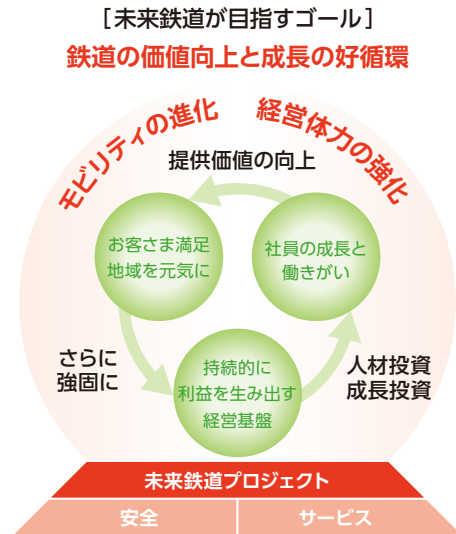 ［未来鉄道が目指すゴール］
鉄道の価値向上と成長の好循環
モビリティの進化
経営体力の強化
提供価値の向上
お客さま満足
地域を元気に
社員の成長と
働きがい
さらに
強固に
持続的に
利益を生み出す
経営基盤
人材投資
成長投資
未来鉄道プロジェクト
安全
サービス